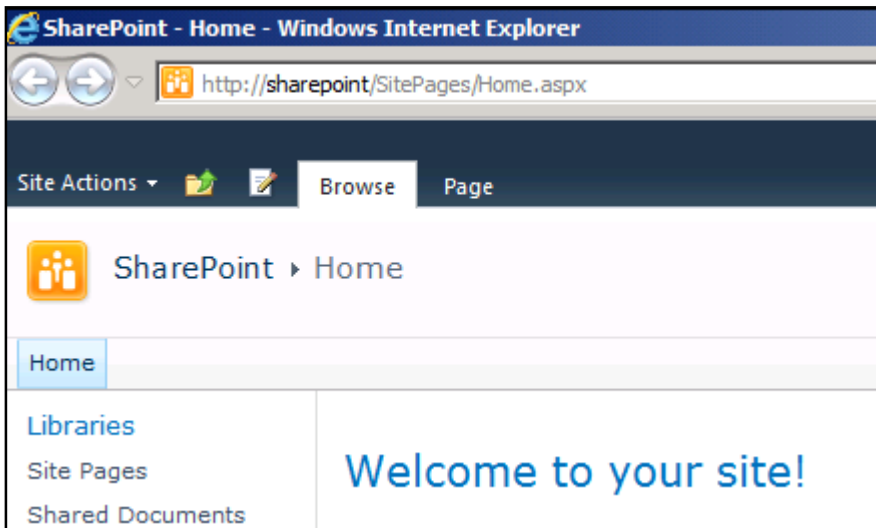 SharePoint - Home - Windows Internet Explorer
http://sharepoint/SitePages/Home.aspx
Site Actions Browse Page
SharePoint Home
Home
Libraries
Site Pages
Shared Documents
Welcome to your site!